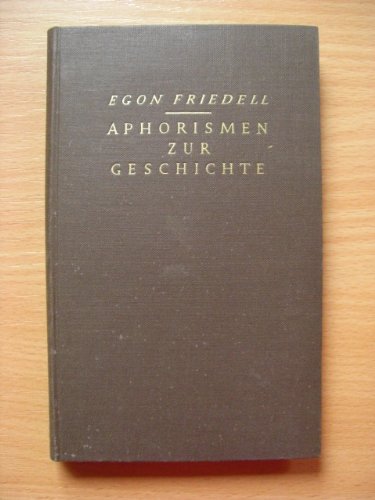 EGON FRIEDELL
APHORISMEN
ZUR
GESCHICHTE